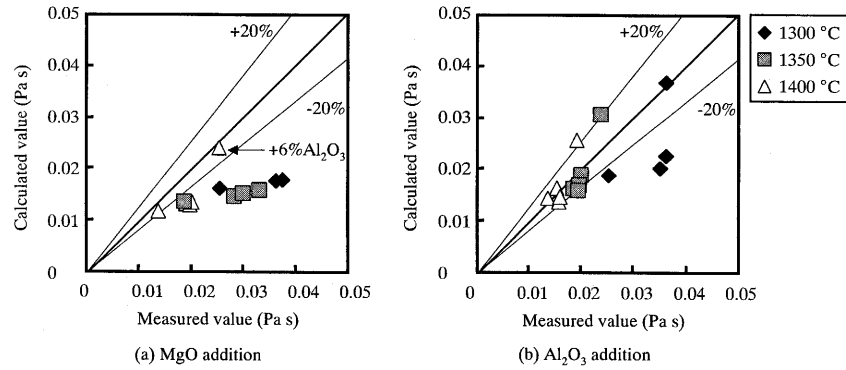 0.05
0.04
0.03
0.02
0.01
0
Calculated value (Pa s)
+20%
-20%
+6%Al₂O₃
0 0.01 0.02 0.03 0.04 0.05
Measured value (Pa s)
(a) MgO addition
0.05
0.04
0.03
0.02
0.01
0
Calculated value (Pa s)
+20%
-20%
0 0.01 0.02 0.03 0.04 0.05
Measured value (Pa s)
(b) Al₂O₃ addition
1300 °C
1350 °C
1400 °C